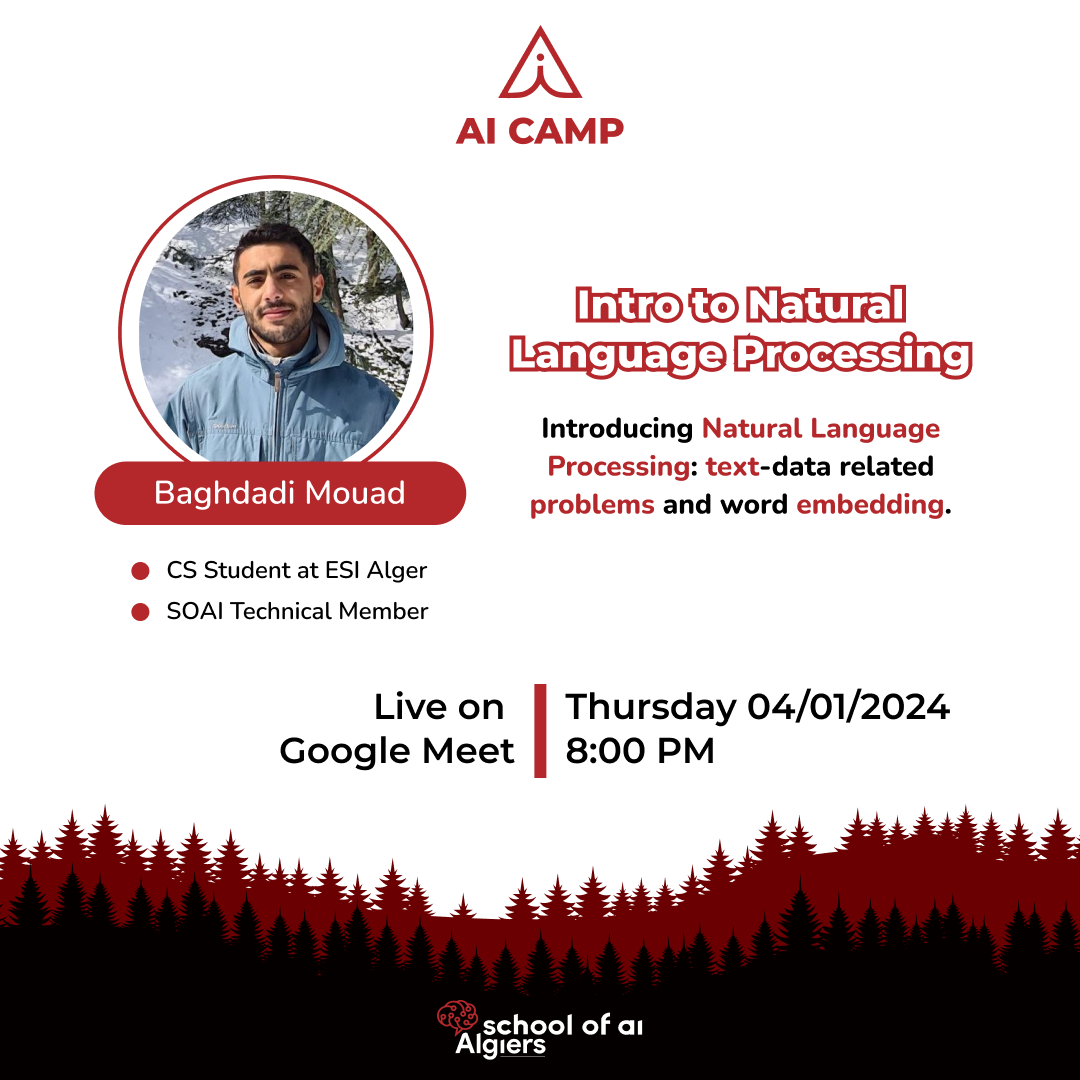 AI CAMP
Intro to Natural
Language Processing
Introducing Natural Language
Processing: text-data related
problems and word embedding.
Baghdadi Mouad
CS Student at ESI Alger
SOAI Technical Member
Live on
Google Meet
Thursday 04/01/2024
8:00 PM
school of ai
Algiers